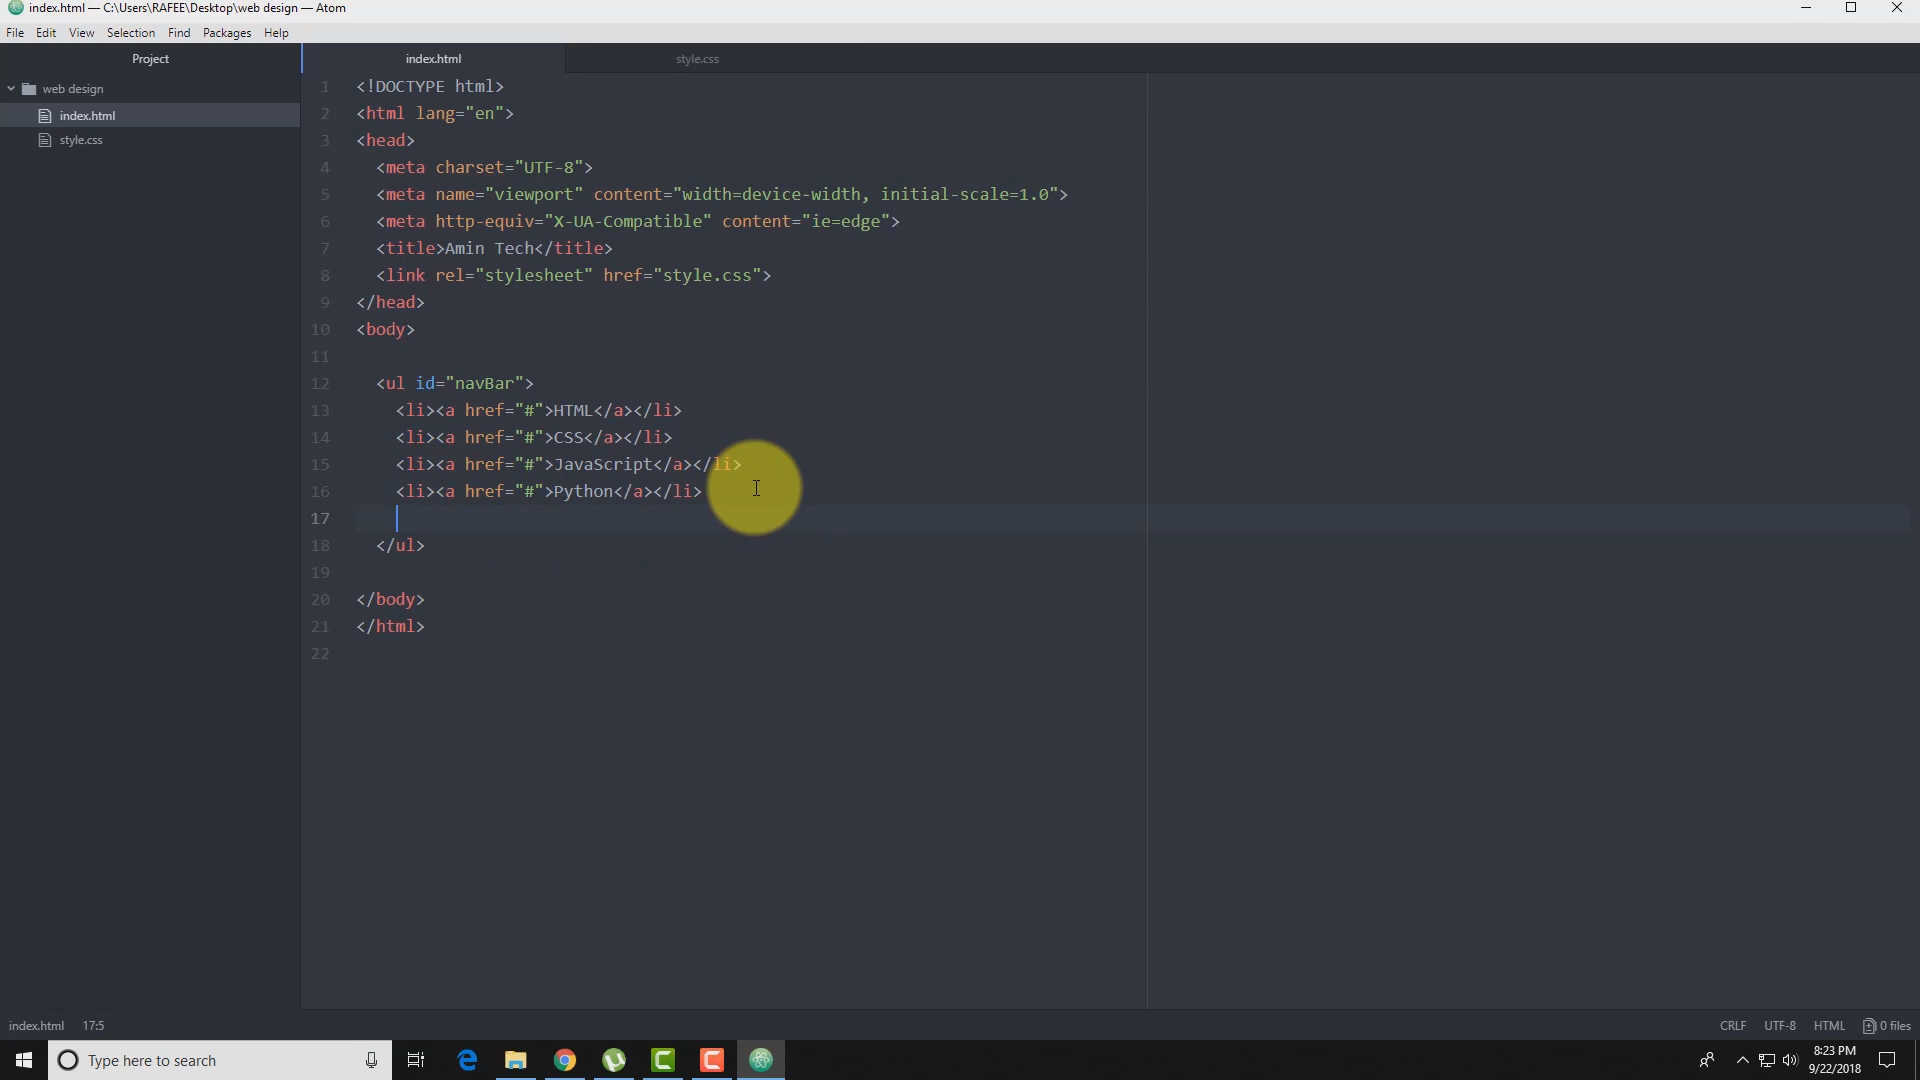 index.html — C:\Users\RAFEE\Desktop\web design — Atom
File Edit View Selection Find Packages Help
Project
index.html
style.css
web design
index.html
style.css
1 <!DOCTYPE html>
2 <html lang="en">
3 <head>
4 <meta charset="UTF-8">
5 <meta name="viewport" content="width=device-width, initial-scale=1.0">
6 <meta http-equiv="X-UA-Compatible" content="ie=edge">
7 <title>Amin Tech</title>
8 <link rel="stylesheet" href="style.css">
9 </head>
10 <body>
11
12 <ul id="navBar">
13 <li><a href="#">HTML</a></li>
14 <li><a href="#">CSS</a></li>
15 <li><a href="#">JavaScript</a></li>
16 <li><a href="#">Python</a></li>
17
18 </ul>
19
20 </body>
21 </html>
22
index.html 17:5 CRLF UTF-8 HTML 0 files
Type here to search
8:23 PM
9/22/2018